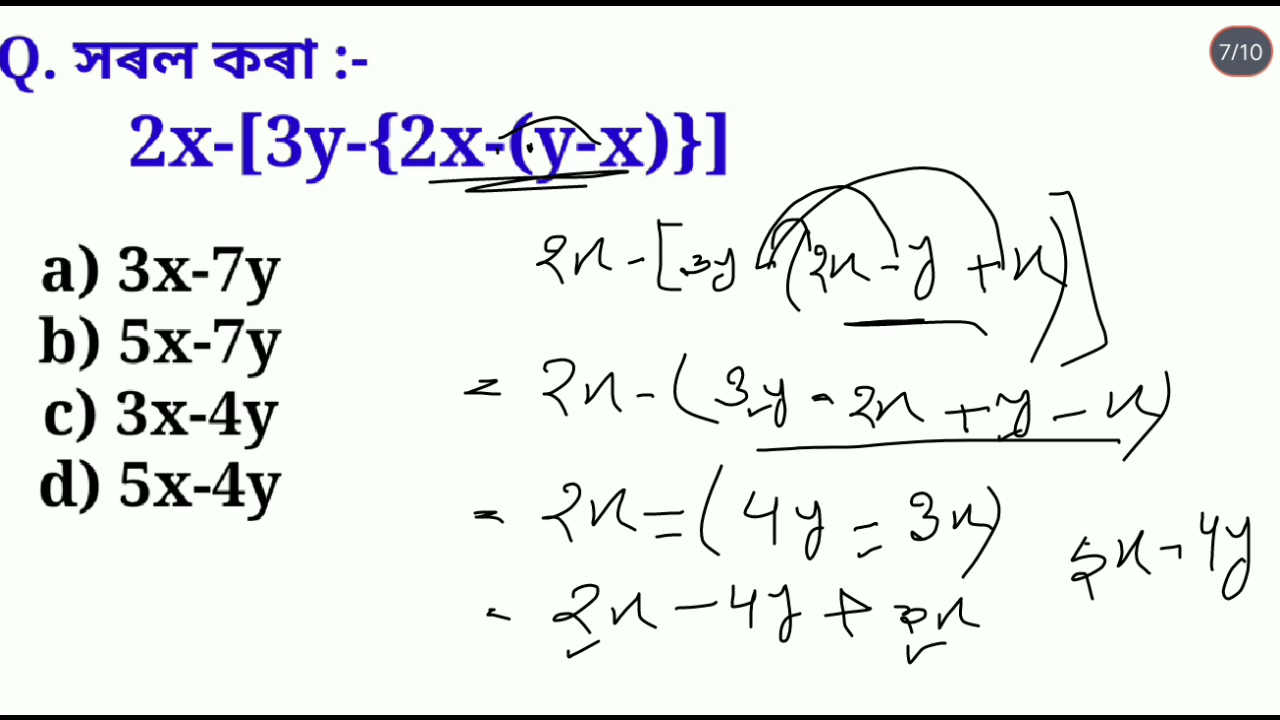 Q. সৰল কৰা :-
7/10
2x-[3y-{2x-(y-x)}]
a) 3x-7y
b) 5x-7y
c) 3x-4y
d) 5x-4y
2x - [3y - (2x - y + x)]
= 2x - (3y - 2x + y - x)
= 2x - (4y - 3x)
= 2x - 4y + 3x
5x - 4y